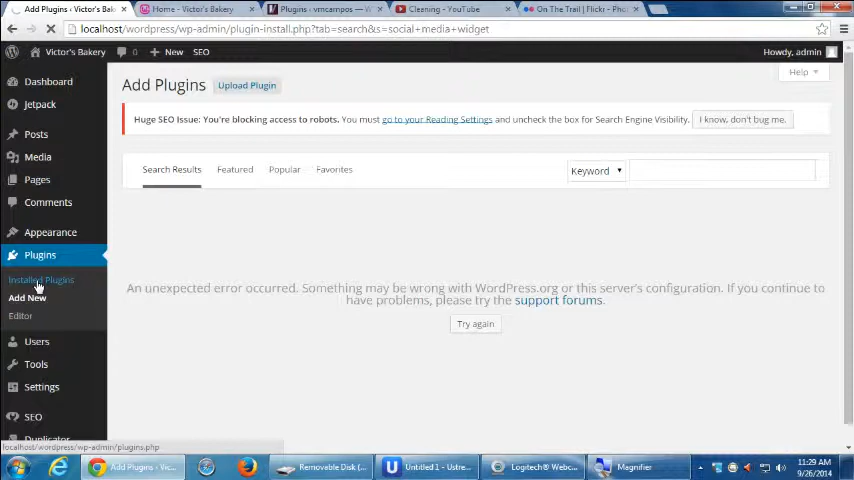 Add Plugins ‹ Victor's Bakery
Home - Victor's Bakery
Plugins ‹ vmcampos — W
Cleaning - YouTube
On The Trail | Flickr - Pho
localhost/wordpress/wp-admin/plugin-install.php?tab=search&s=social+media+widget
Victor's Bakery
0
New
SEO
Howdy, admin
Dashboard
Jetpack
Posts
Media
Pages
Comments
Appearance
Plugins
Installed Plugins
Add New
Editor
Users
Tools
Settings
SEO
Duplicator
Help
Add Plugins
Upload Plugin
Huge SEO Issue: You're blocking access to robots. You must go to your Reading Settings and uncheck the box for Search Engine Visibility.
I know, don't bug me.
Search Results
Featured
Popular
Favorites
Keyword
An unexpected error occurred. Something may be wrong with WordPress.org or this server's configuration. If you continue to
have problems, please try the support forums.
Try again
localhost/wordpress/wp-admin/plugins.php
Add Plugins ‹ Vic...
Removable Disk (...
Untitled 1 - Ustre...
Logitech® Webc...
Magnifier
11:29 AM
9/26/2014